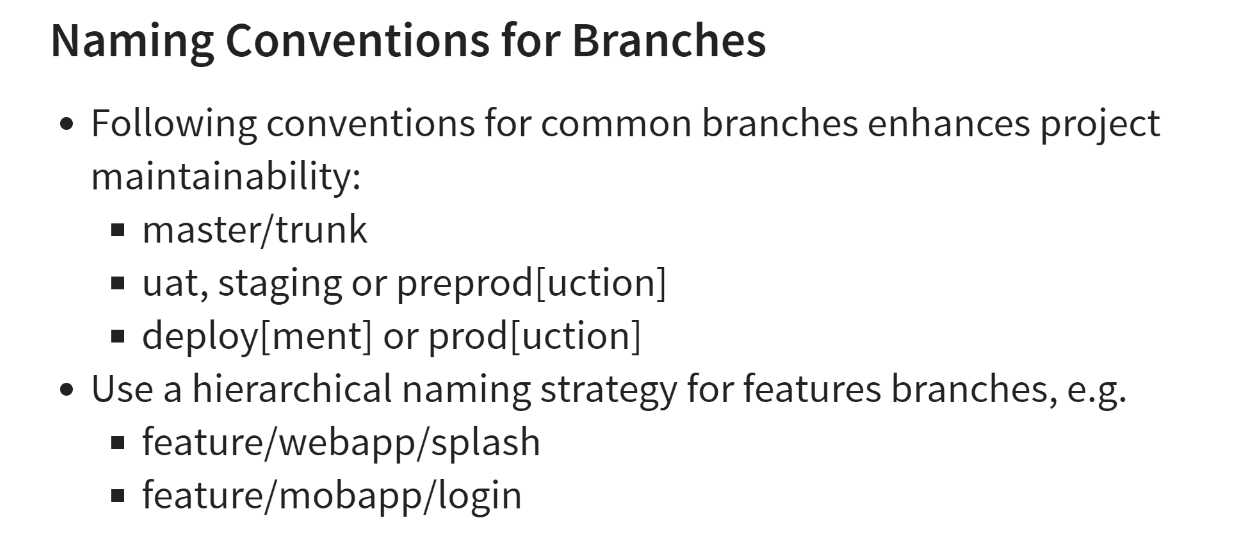 Naming Conventions for Branches
• Following conventions for common branches enhances project
maintainability:
▪ master/trunk
▪ uat, staging or preprod[uction]
▪ deploy[ment] or prod[uction]
• Use a hierarchical naming strategy for features branches, e.g.
▪ feature/webapp/splash
▪ feature/mobapp/login